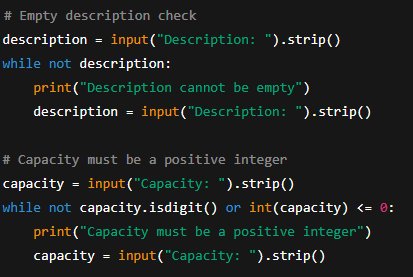 # Empty description check
description = input("Description: ").strip()
while not description:
    print("Description cannot be empty")
    description = input("Description: ").strip()

# Capacity must be a positive integer
capacity = input("Capacity: ").strip()
while not capacity.isdigit() or int(capacity) <= 0:
    print("Capacity must be a positive integer")
    capacity = input("Capacity: ").strip()